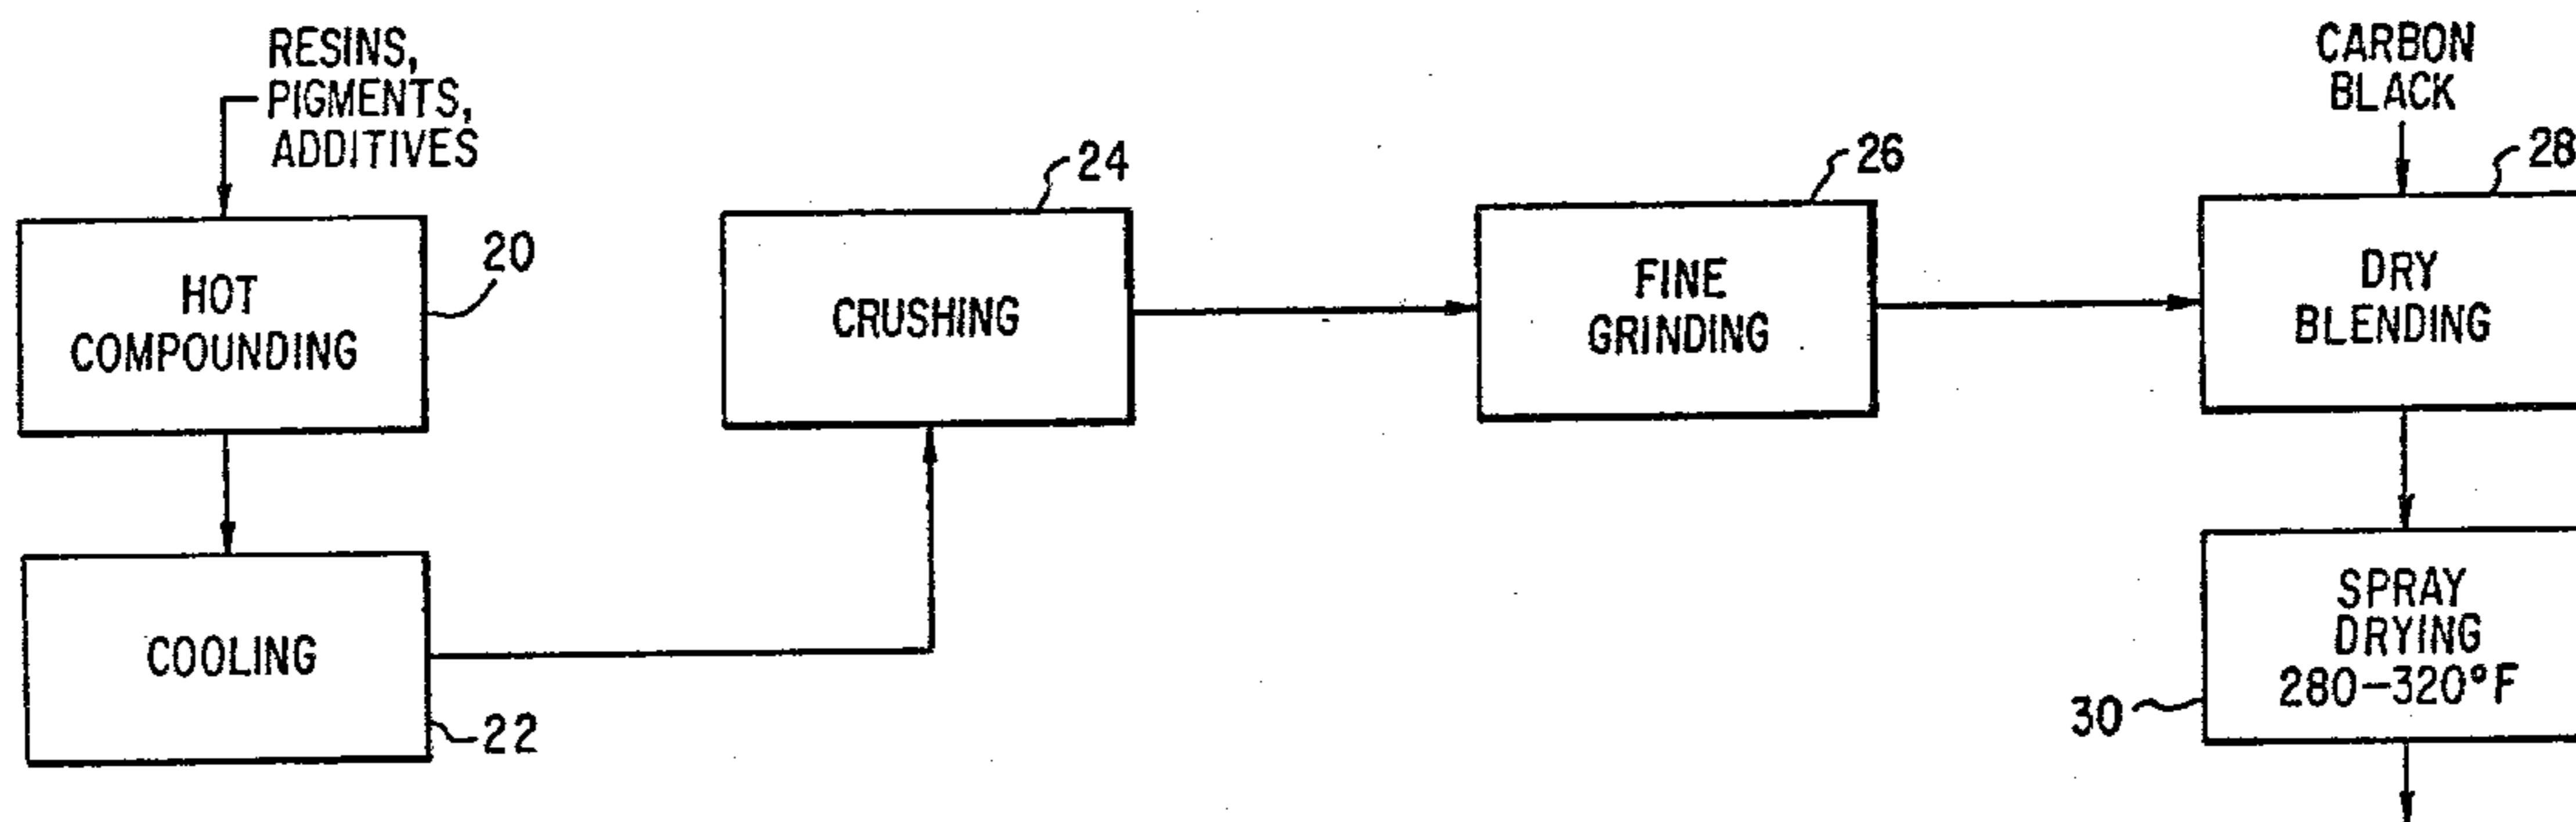 RESINS,
PIGMENTS,
ADDITIVES
HOT
COMPOUNDING
20
COOLING
22
CRUSHING
24
FINE
GRINDING
26
CARBON
BLACK
DRY
BLENDING
28
SPRAY
DRYING
280–320°F
30